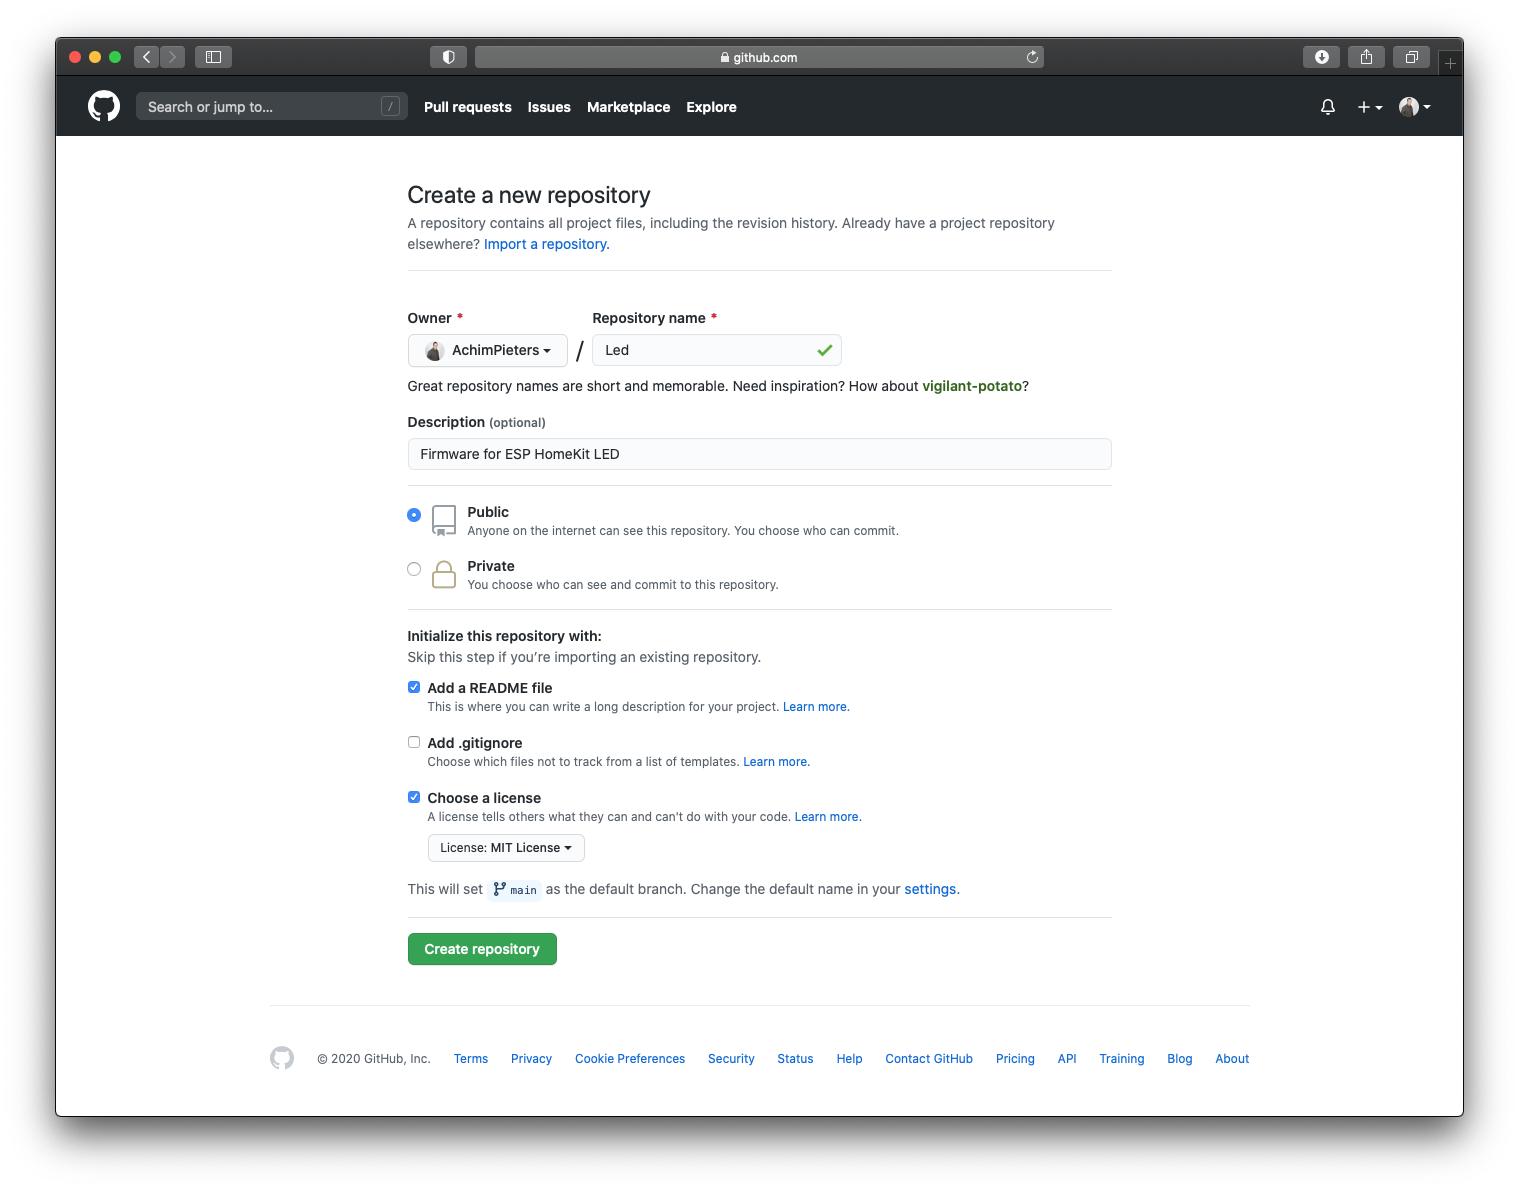 github.com
Search or jump to... /
Pull requests Issues Marketplace Explore
Create a new repository
A repository contains all project files, including the revision history. Already have a project repository
elsewhere? Import a repository.
Owner * Repository name *
AchimPieters / Led
Great repository names are short and memorable. Need inspiration? How about vigilant-potato?
Description (optional)
Firmware for ESP HomeKit LED
Public
Anyone on the internet can see this repository. You choose who can commit.
Private
You choose who can see and commit to this repository.
Initialize this repository with:
Skip this step if you’re importing an existing repository.
Add a README file
This is where you can write a long description for your project. Learn more.
Add .gitignore
Choose which files not to track from a list of templates. Learn more.
Choose a license
A license tells others what they can and can't do with your code. Learn more.
License: MIT License
This will set main as the default branch. Change the default name in your settings.
Create repository
© 2020 GitHub, Inc. Terms Privacy Cookie Preferences Security Status Help Contact GitHub Pricing API Training Blog About